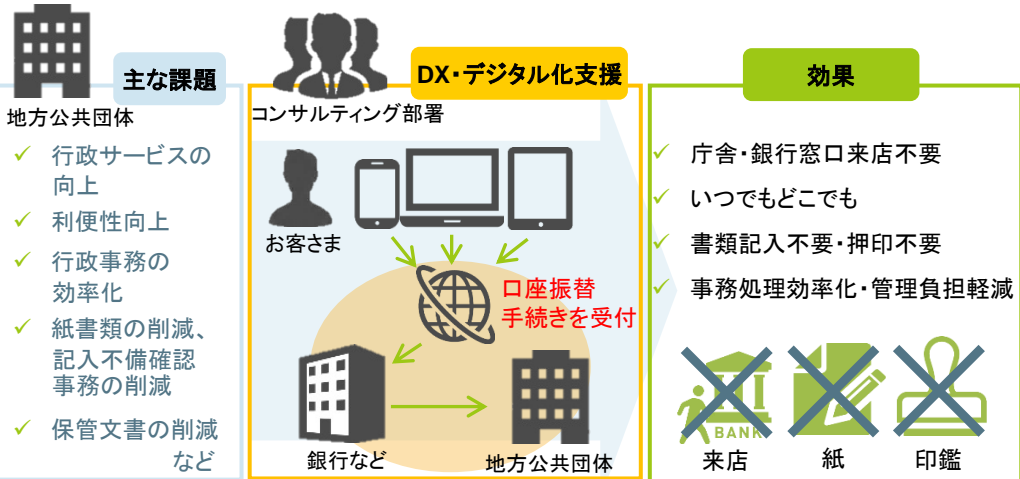 主な課題
地方公共団体
✓ 行政サービスの
向上
✓ 利便性向上
✓ 行政事務の
効率化
✓ 紙書類の削減、
記入不備確認
事務の削減
✓ 保管文書の削減
など
DX・デジタル化支援
コンサルティング部署
お客さま
口座振替
手続きを受付
銀行など
地方公共団体
効果
✓ 庁舎・銀行窓口来店不要
✓ いつでもどこでも
✓ 書類記入不要・押印不要
✓ 事務処理効率化・管理負担軽減
BANK
来店
紙
印鑑